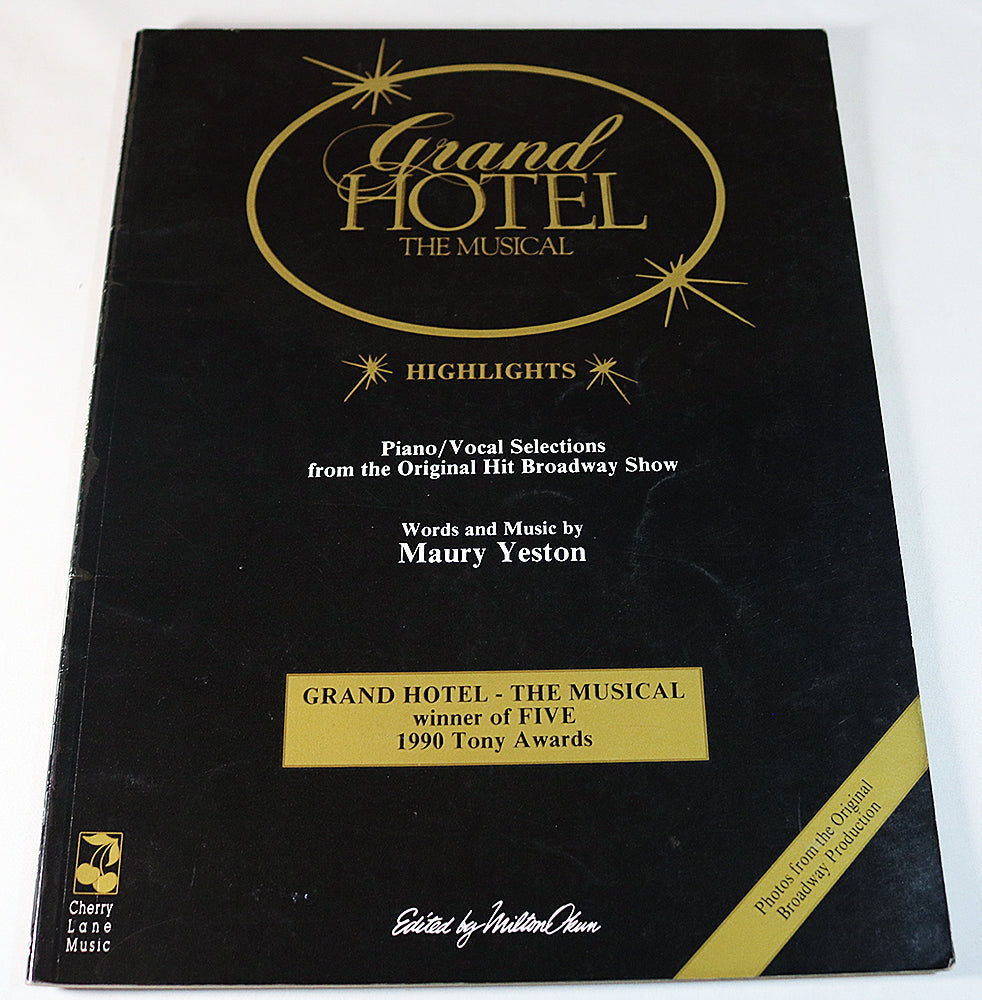 Grand
HOTEL
THE MUSICAL
HIGHLIGHTS
Piano/Vocal Selections
from the Original Hit Broadway Show
Words and Music by
Maury Yeston
GRAND HOTEL - THE MUSICAL
winner of FIVE
1990 Tony Awards
Photos from the Original
Broadway Production
Cherry
Lane
Music
Edited by Milton Okun